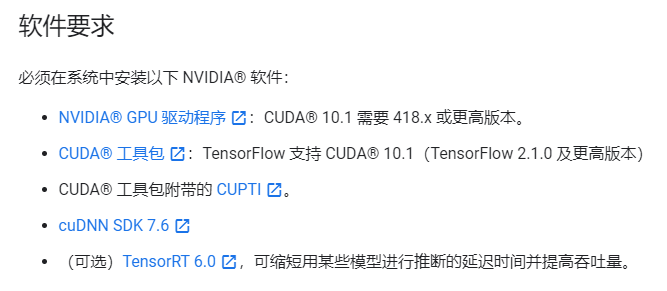 软件要求
必须在系统中安装以下 NVIDIA® 软件：
• NVIDIA® GPU 驱动程序：CUDA® 10.1 需要 418.x 或更高版本。
• CUDA® 工具包：TensorFlow 支持 CUDA® 10.1（TensorFlow 2.1.0 及更高版本）
• CUDA® 工具包附带的 CUPTI。
• cuDNN SDK 7.6
• （可选）TensorRT 6.0，可缩短用某些模型进行推断的延迟时间并提高吞吐量。